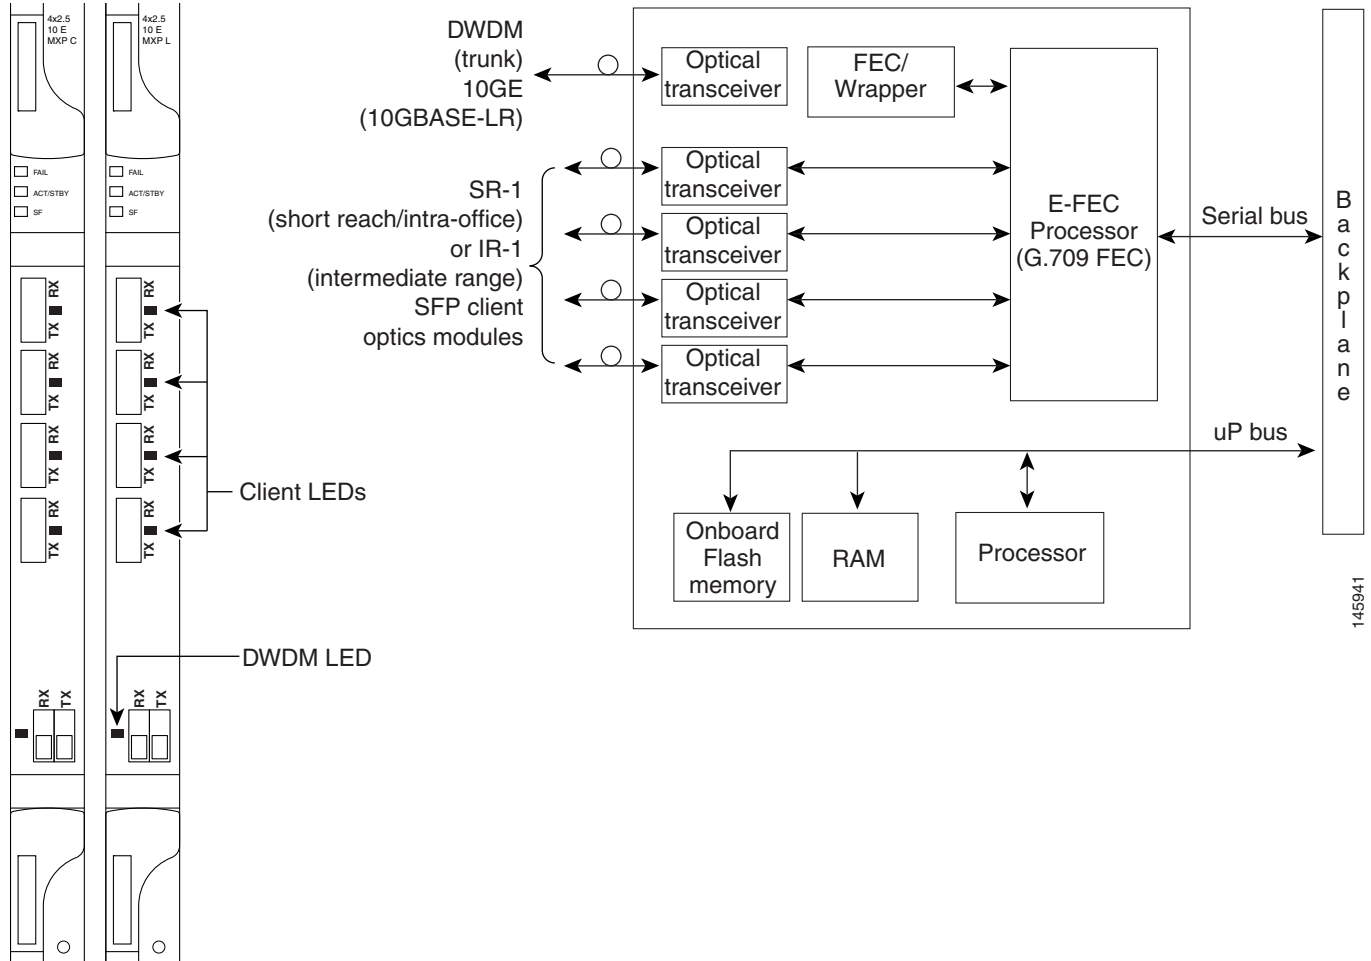 4x2.5
10 E
MXP C
FAIL
ACT/STBY
SF
RX
TX
RX
TX
RX
TX
RX
TX
RX
TX
4x2.5
10 E
MXP L
FAIL
ACT/STBY
SF
RX
TX
RX
TX
RX
TX
RX
TX
RX
TX
Client LEDs
DWDM LED
DWDM
(trunk)
10GE
(10GBASE-LR)
SR-1
(short reach/intra-office)
or IR-1
(intermediate range)
SFP client
optics modules
Optical
transceiver
FEC/
Wrapper
Optical
transceiver
Optical
transceiver
Optical
transceiver
Optical
transceiver
E-FEC
Processor
(G.709 FEC)
Serial bus
uP bus
Onboard
Flash
memory
RAM
Processor
Backplane
145941